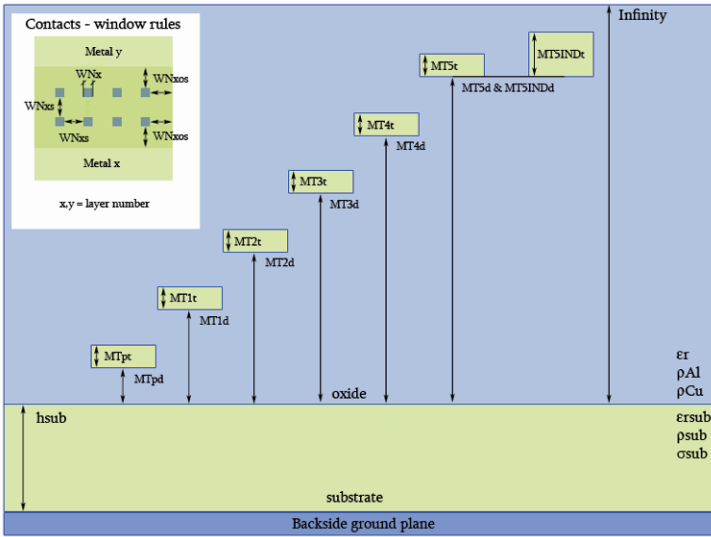 Contacts - window rules
Metal y
WNx
WNxos
WNxs
WNxs
WNxos
Metal x
x,y = layer number
Infinity
MT5INDt
MT5t
MT5d & MT5INDd
MT4t
MT4d
MT3t
MT3d
MT2t
MT2d
MT1t
MT1d
MTpt
MTpd
εr
ρAl
ρCu
oxide
hsub
εrsub
ρsub
σsub
substrate
Backside ground plane